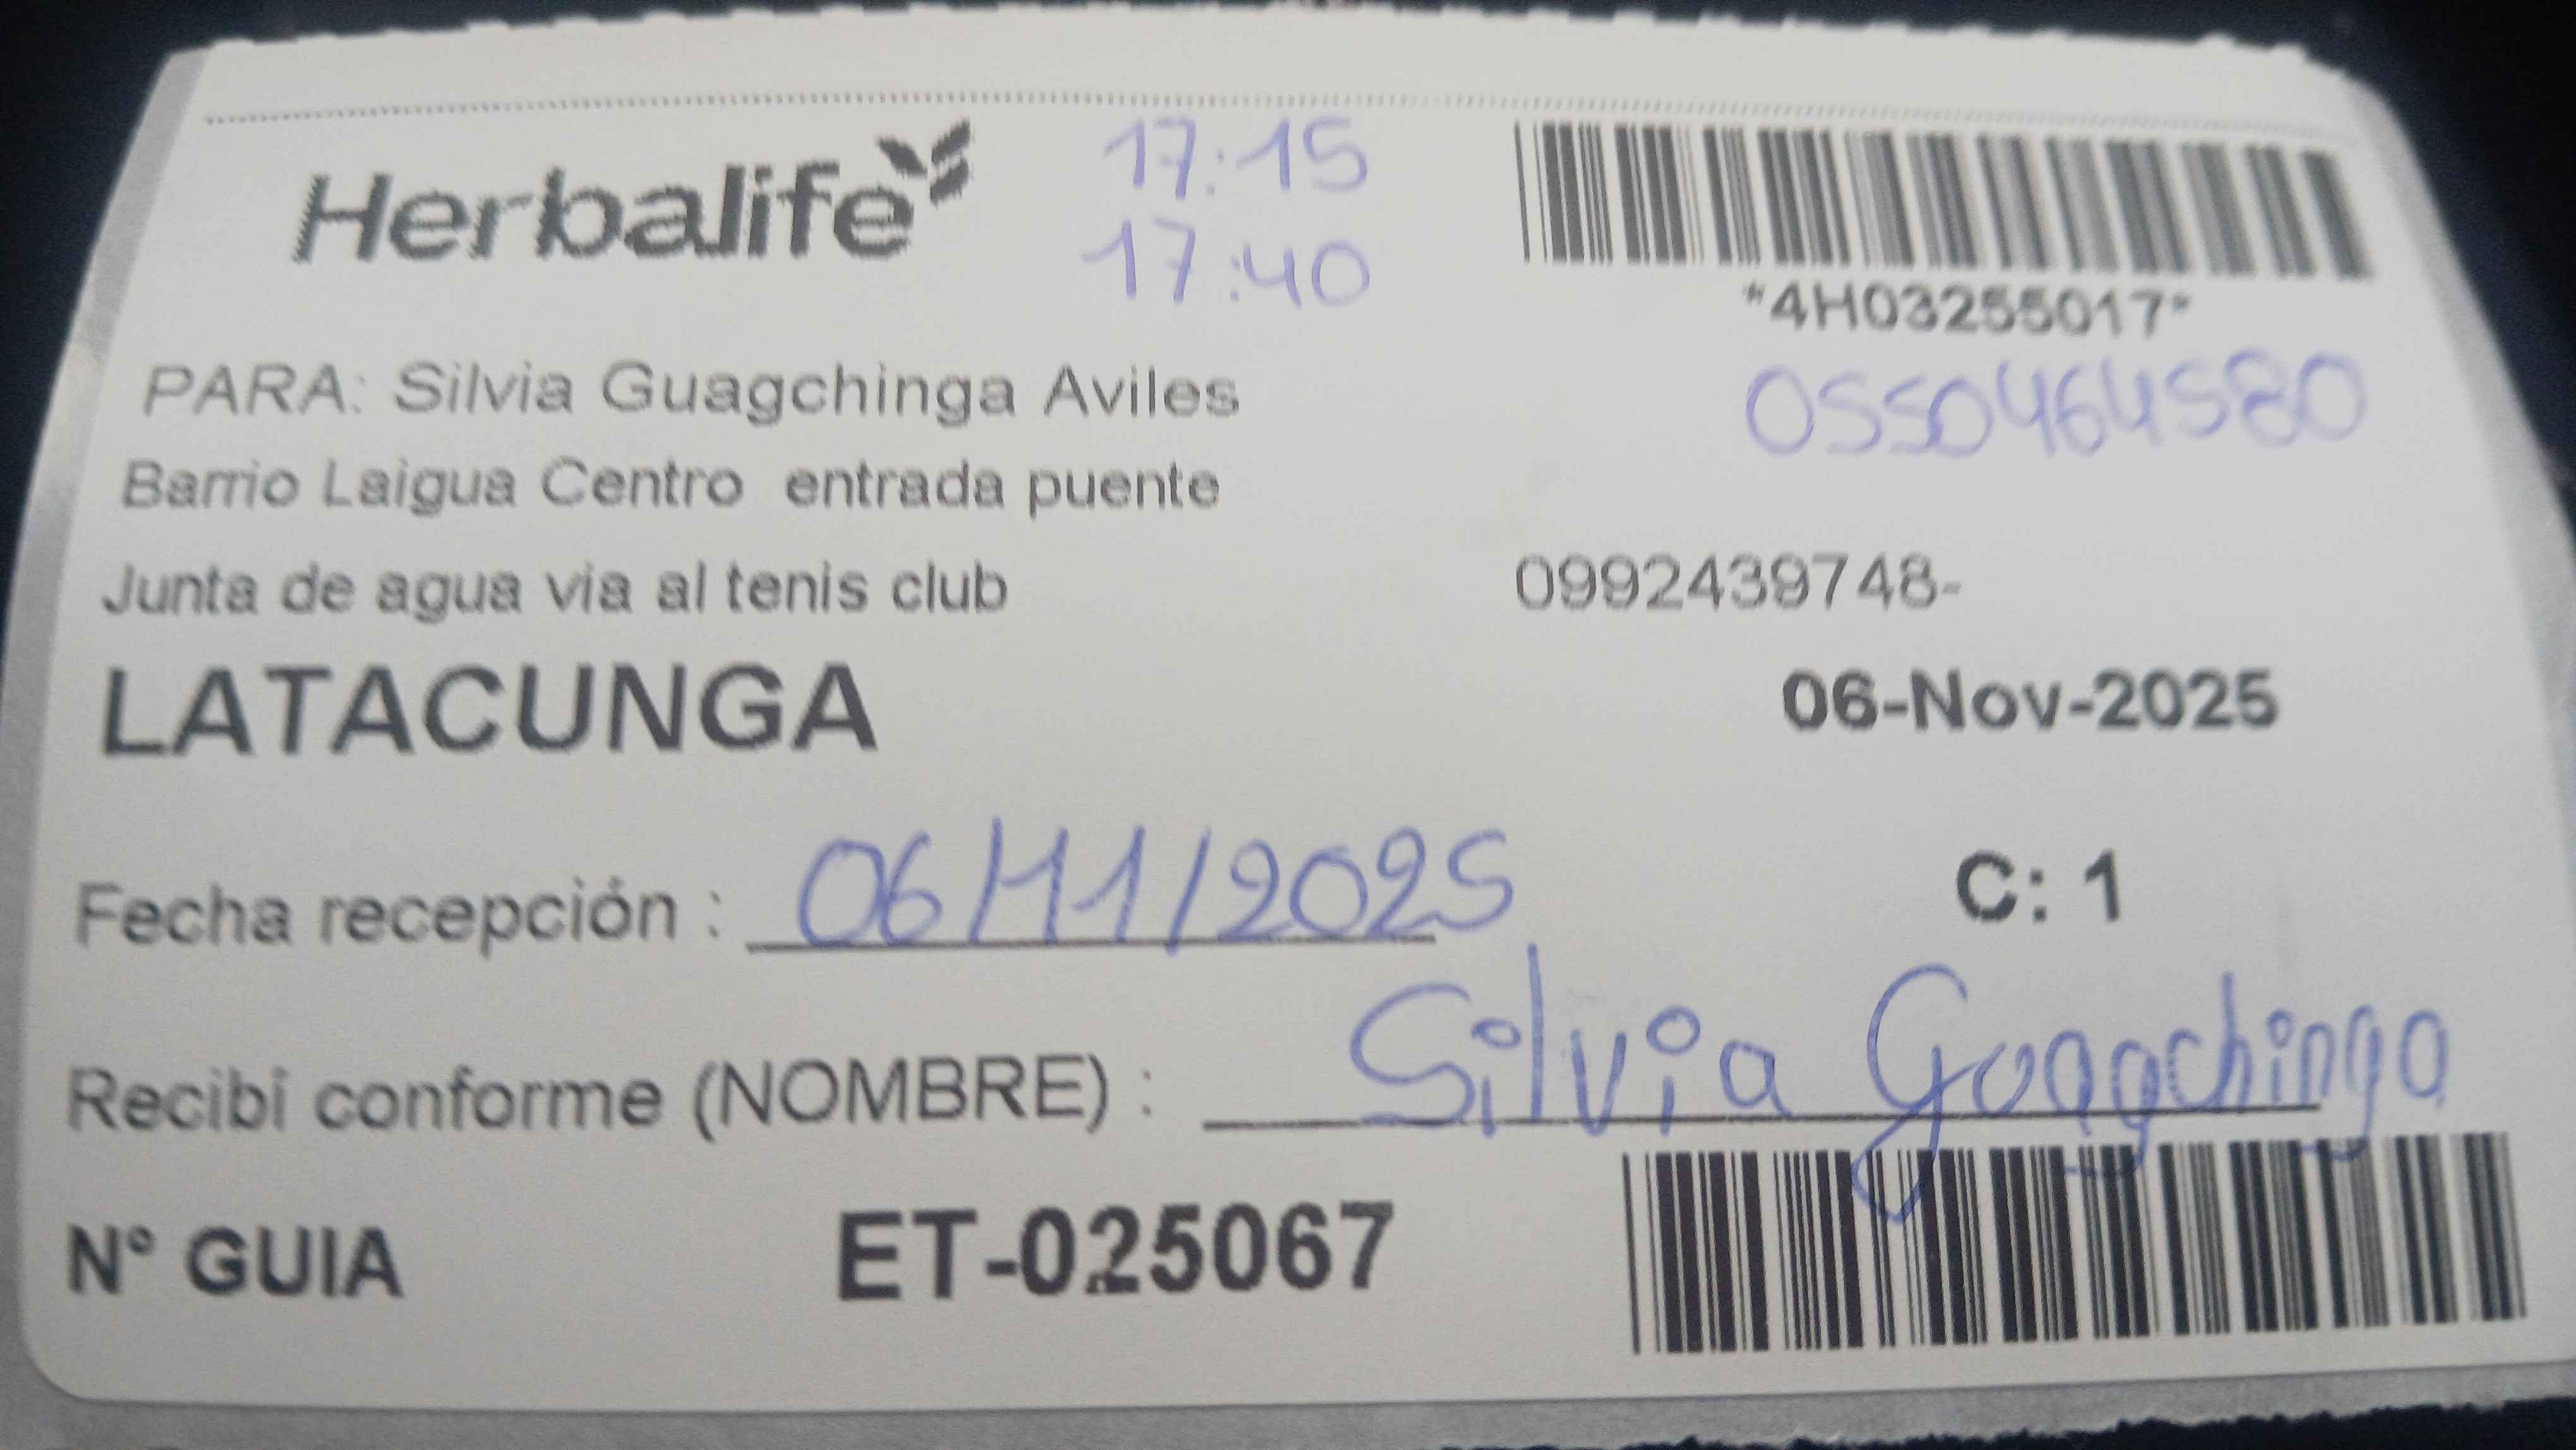 Herbalife
17:15
17:40
*4H03255017*
PARA: Silvia Guagchinga Aviles
0550464580
Barrio Laigua Centro entrada puente
Junta de agua via al tenis club
0992439748-
LATACUNGA
06-Nov-2025
Fecha recepción : 06/11/2025
C: 1
Recibi conforme (NOMBRE) : Silvia Guagchinga
N° GUIA ET-025067